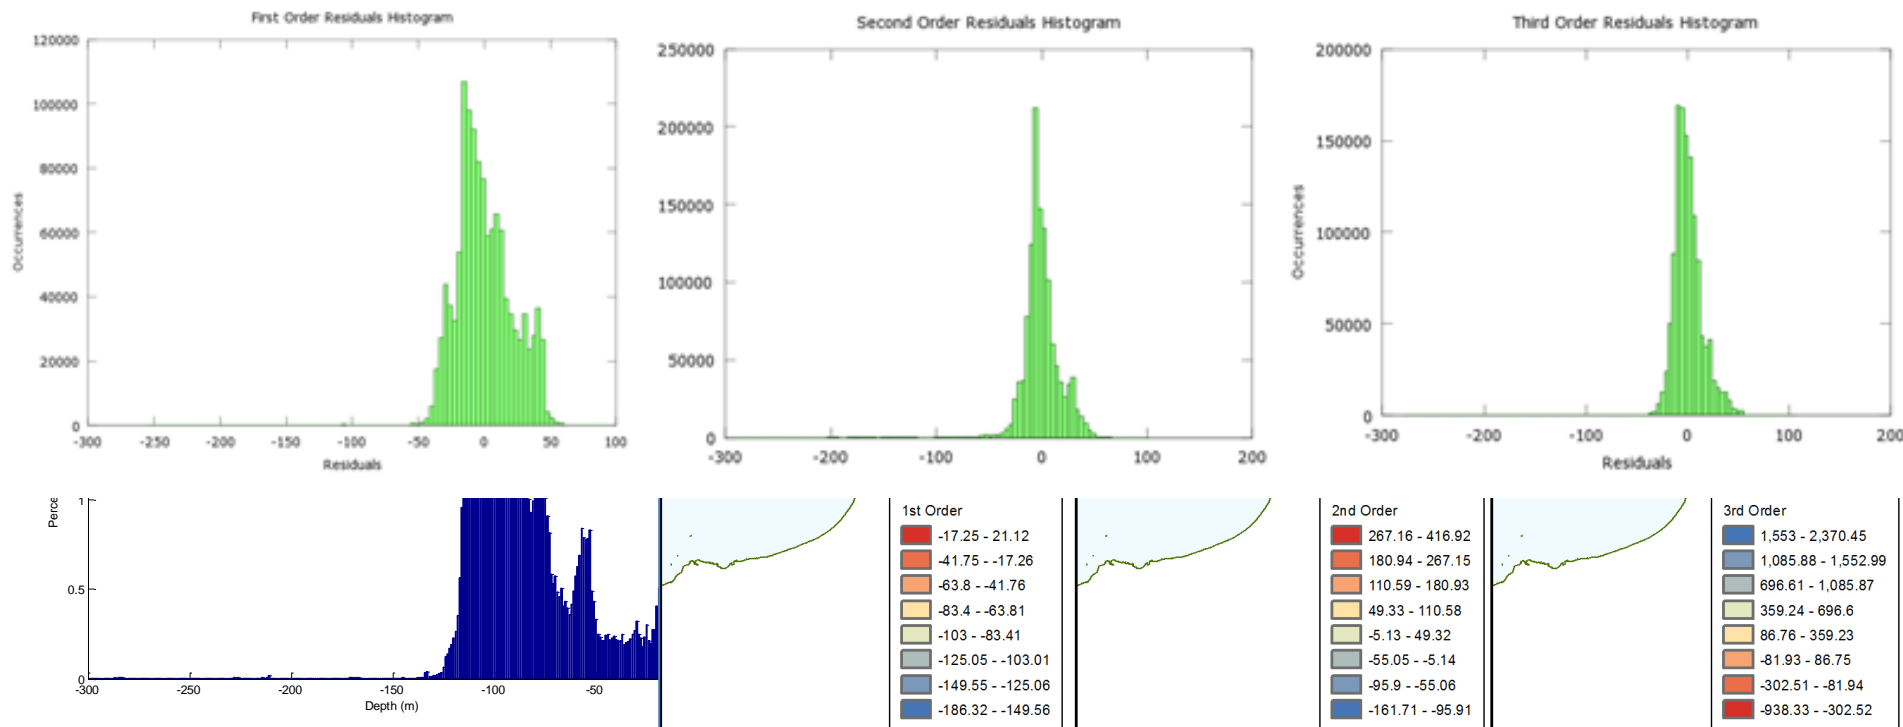 First Order Residuals Histogram
120000
100000
80000
60000
40000
20000
0
Occurrences
-300
-250
-200
-150
-100
-50
0
50
100
Residuals
Second Order Residuals Histogram
250000
200000
150000
100000
50000
0
-300
-200
-100
0
100
200
Third Order Residuals Histogram
200000
150000
100000
50000
0
Occurrences
-300
-200
-100
0
100
200
Residuals
1
0.5
0
Perce
-300
-250
-200
-150
-100
-50
Depth (m)
1st Order
-17.25 - 21.12
-41.75 - -17.26
-63.8 - -41.76
-83.4 - -63.81
-103 - -83.41
-125.05 - -103.01
-149.55 - -125.06
-186.32 - -149.56
2nd Order
267.16 - 416.92
180.94 - 267.15
110.59 - 180.93
49.33 - 110.58
-5.13 - 49.32
-55.05 - -5.14
-95.9 - -55.06
-161.71 - -95.91
3rd Order
1,553 - 2,370.45
1,085.88 - 1,552.99
696.61 - 1,085.87
359.24 - 696.6
86.76 - 359.23
-81.93 - 86.75
-302.51 - -81.94
-938.33 - -302.52